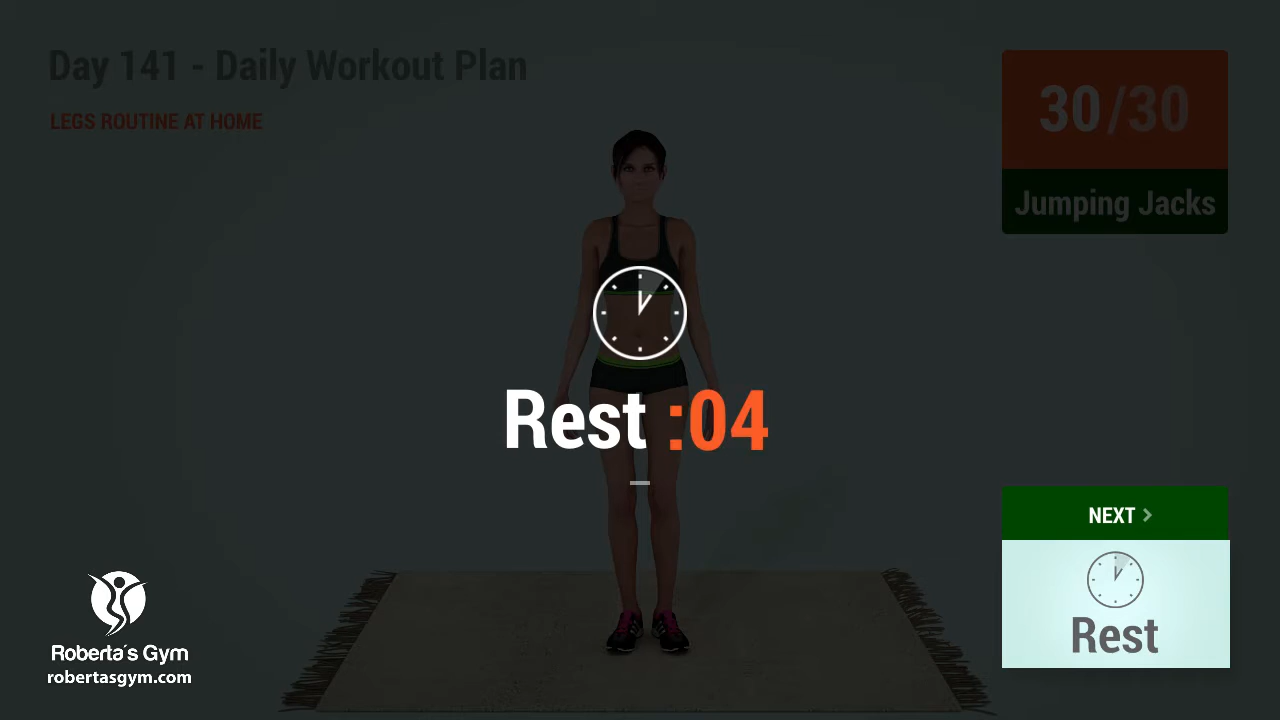 Day 141 - Daily Workout Plan
LEGS ROUTINE AT HOME
30/30
Jumping Jacks
Rest :04
NEXT >
Rest
Roberta´s Gym
robertasgym.com